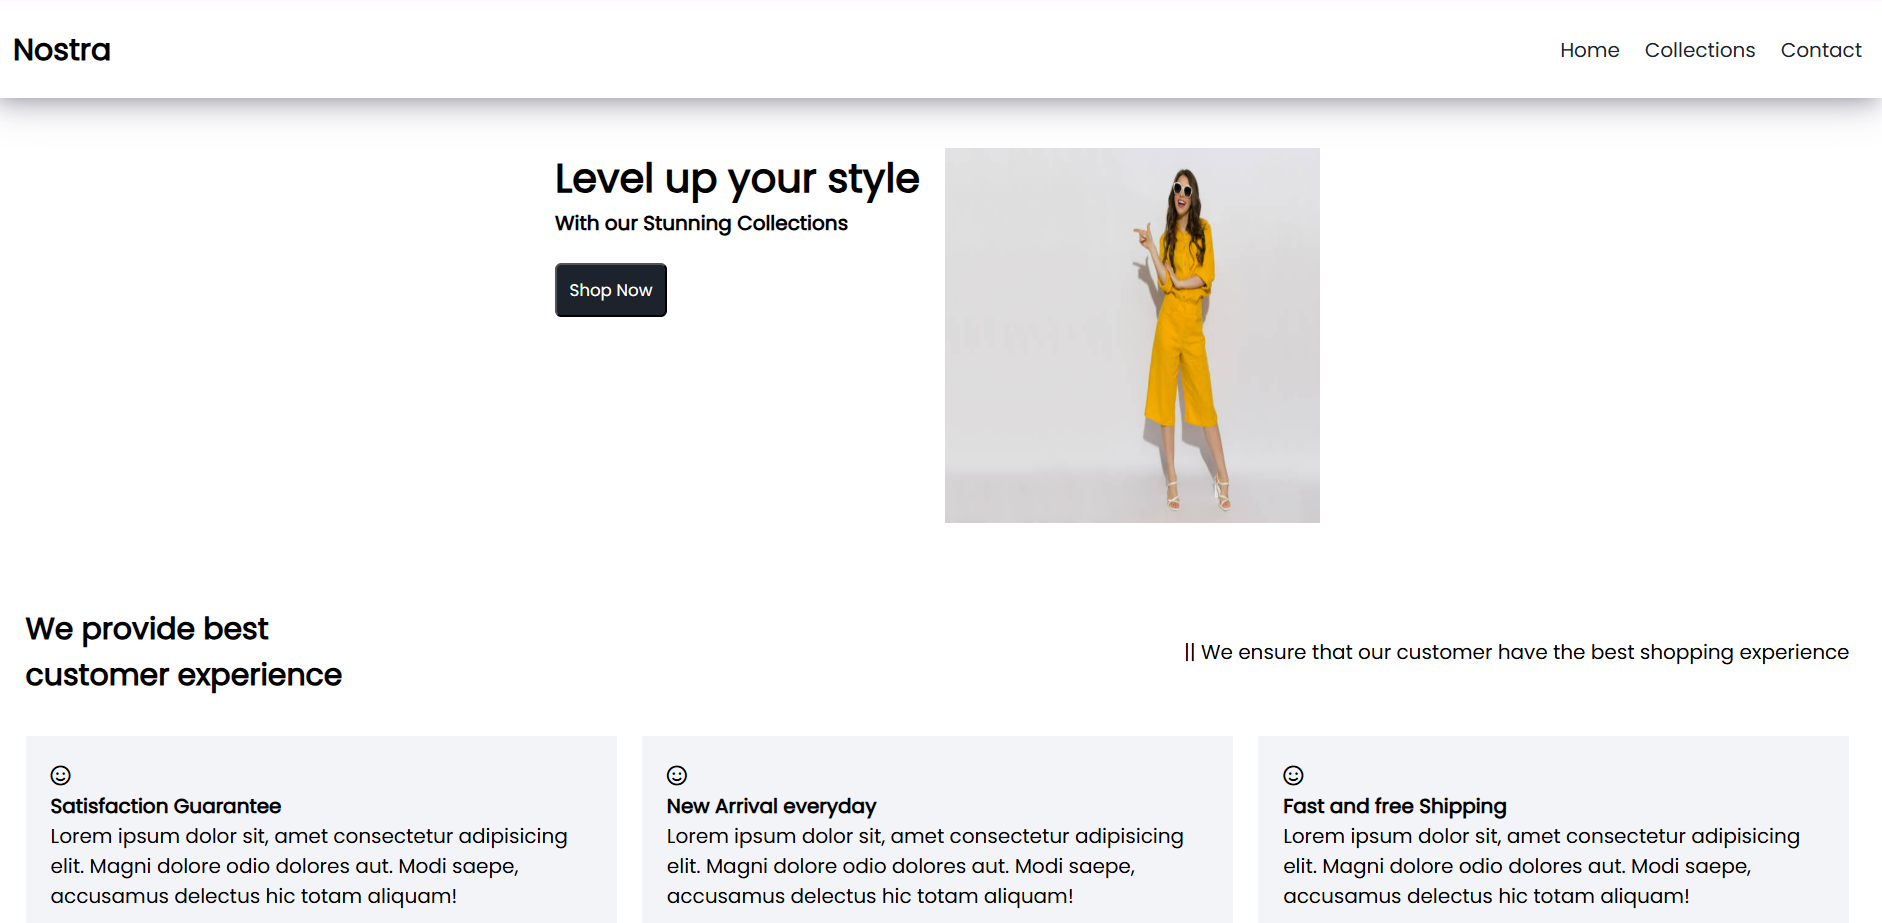 Nostra
Home Collections Contact
Level up your style
With our Stunning Collections
Shop Now
We provide best
customer experience
|| We ensure that our customer have the best shopping experience
Satisfaction Guarantee
Lorem ipsum dolor sit, amet consectetur adipisicing
elit. Magni dolore odio dolores aut. Modi saepe,
accusamus delectus hic totam aliquam!
New Arrival everyday
Lorem ipsum dolor sit, amet consectetur adipisicing
elit. Magni dolore odio dolores aut. Modi saepe,
accusamus delectus hic totam aliquam!
Fast and free Shipping
Lorem ipsum dolor sit, amet consectetur adipisicing
elit. Magni dolore odio dolores aut. Modi saepe,
accusamus delectus hic totam aliquam!